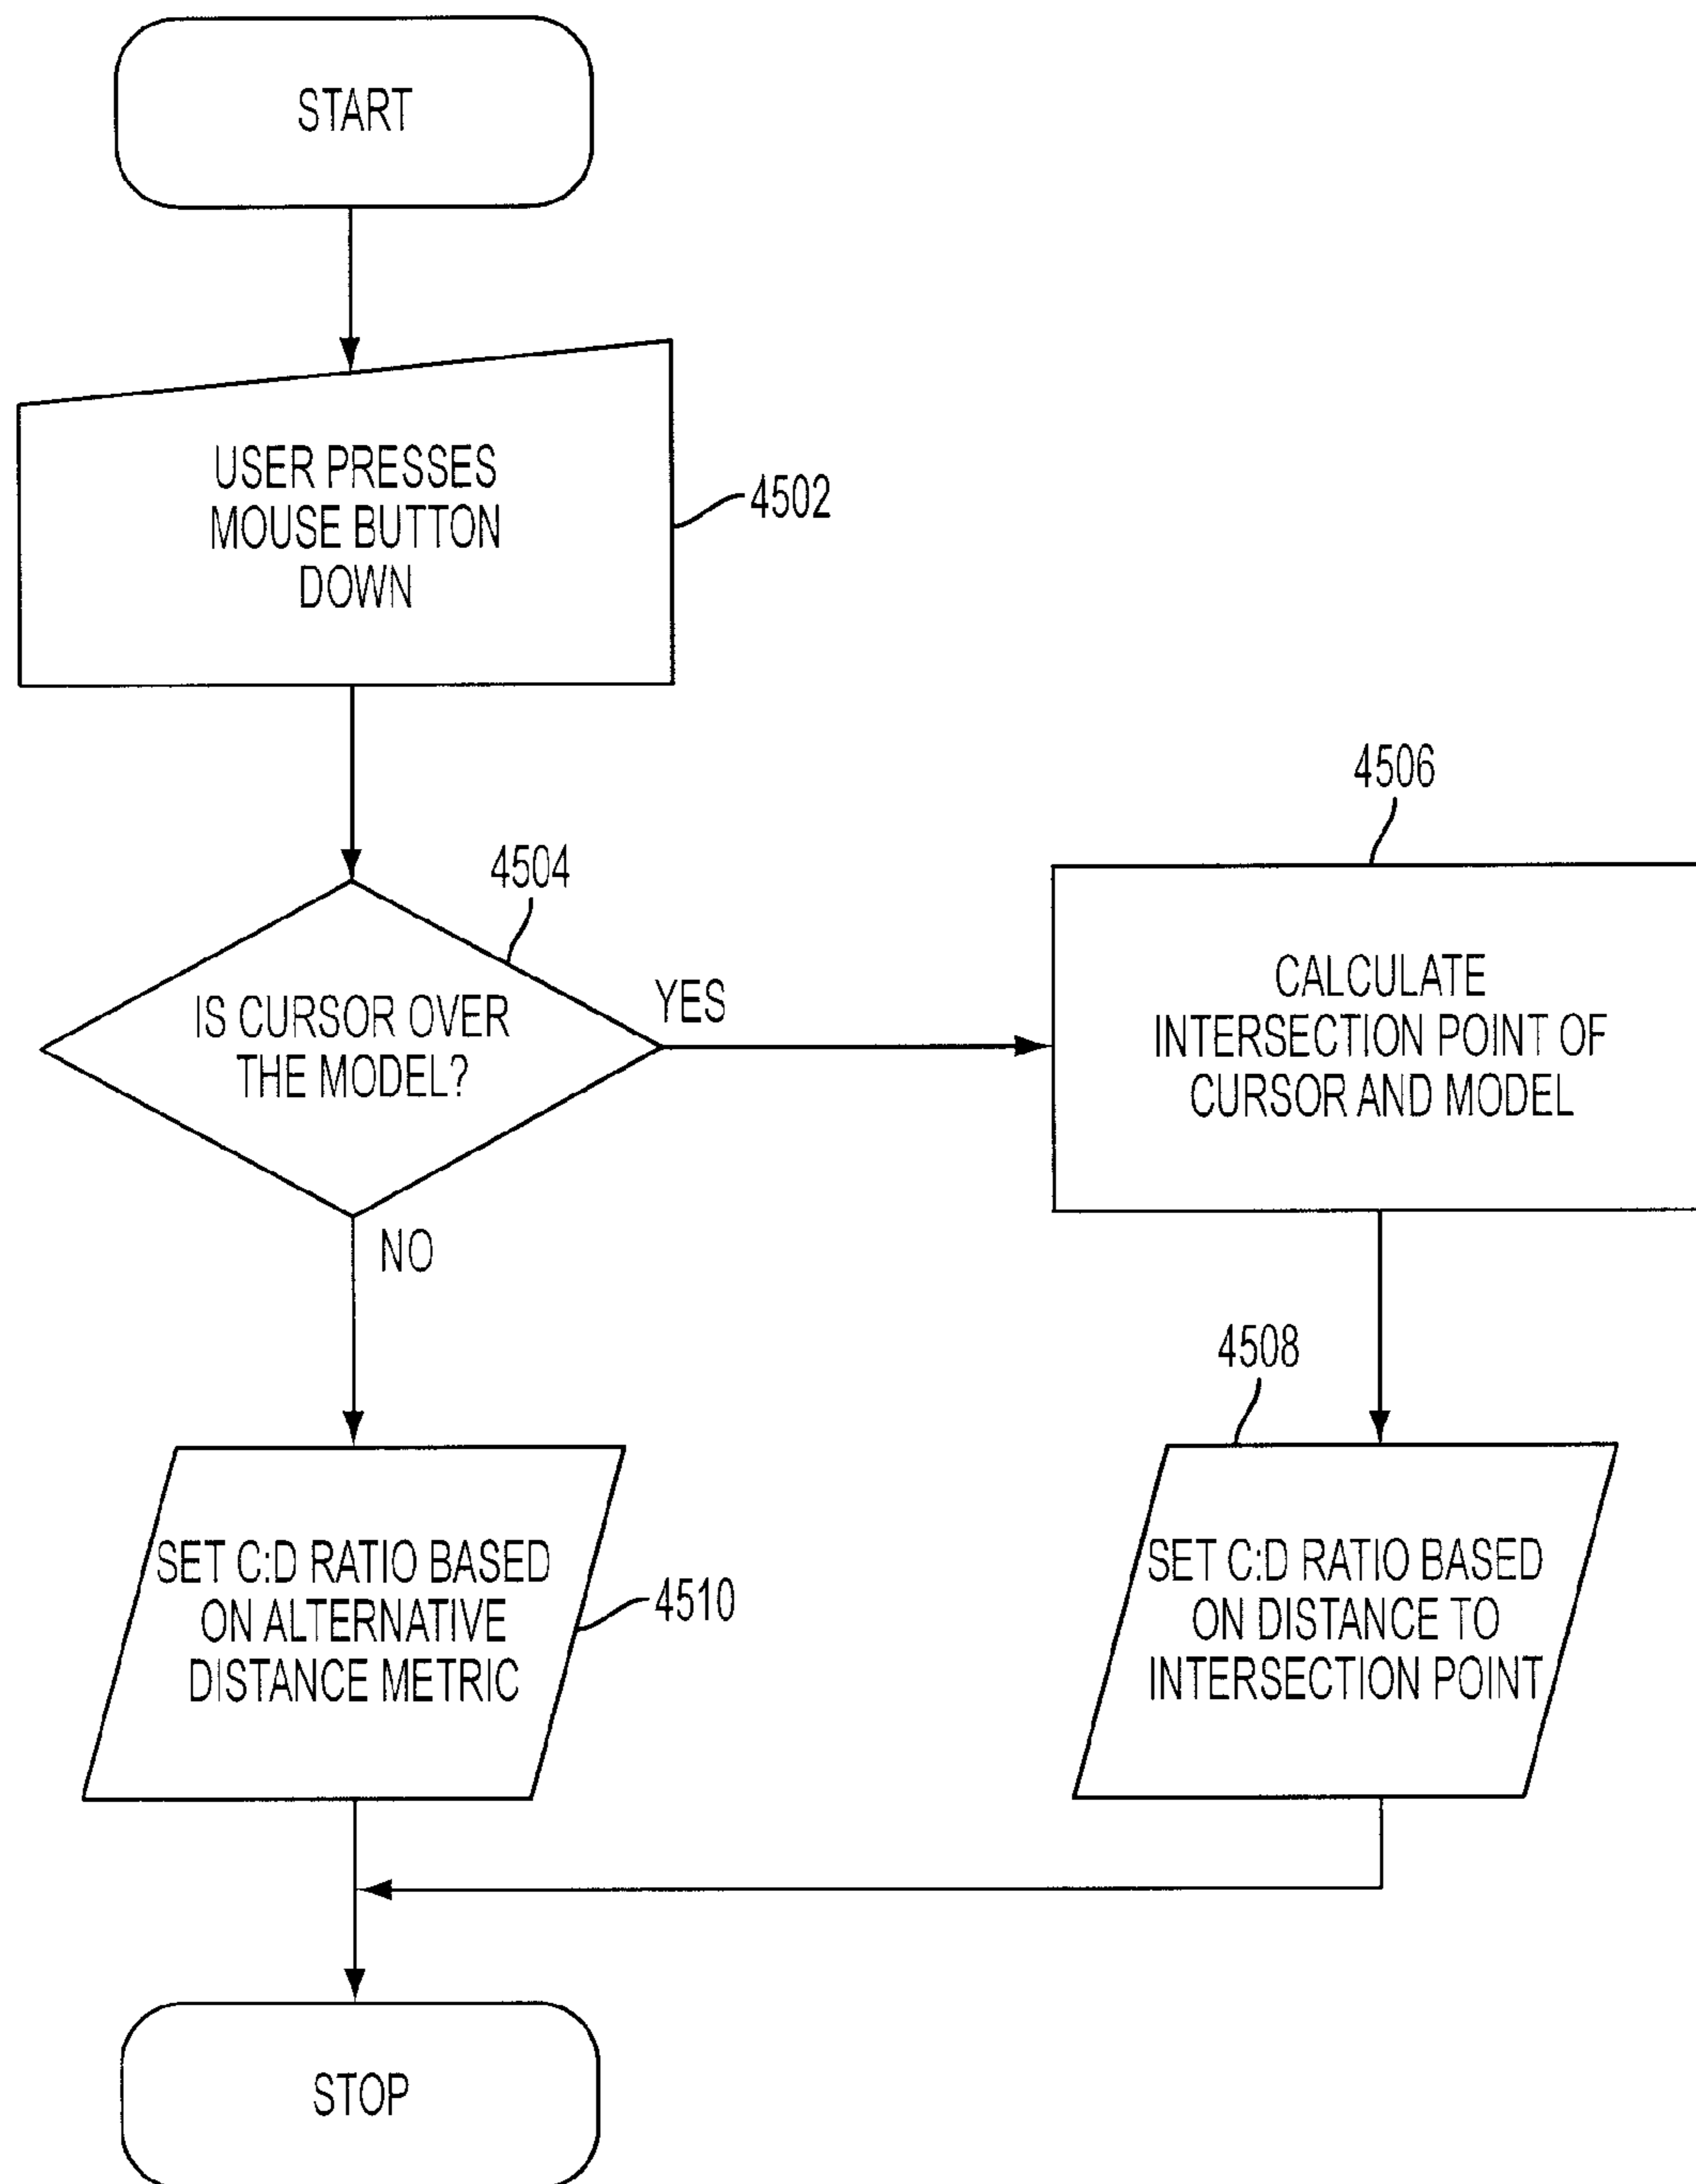 START
USER PRESSES
MOUSE BUTTON
DOWN
4502
4504
IS CURSOR OVER
THE MODEL?
YES
NO
4506
CALCULATE
INTERSECTION POINT OF
CURSOR AND MODEL
4508
SET C:D RATIO BASED
ON DISTANCE TO
INTERSECTION POINT
SET C:D RATIO BASED
ON ALTERNATIVE
DISTANCE METRIC
4510
STOP